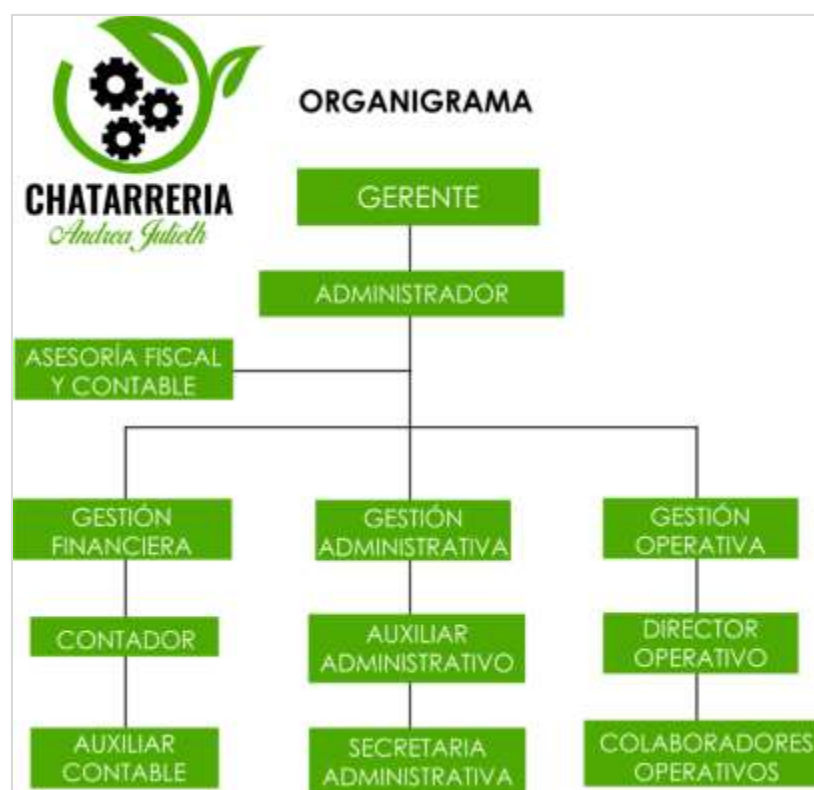 ORGANIGRAMA
CHATARRERIA
Andrea Julieth
GERENTE
ADMINISTRADOR
ASESORÍA FISCAL
Y CONTABLE
GESTIÓN
FINANCIERA
GESTIÓN
ADMINISTRATIVA
GESTIÓN
OPERATIVA
CONTADOR
AUXILIAR
ADMINISTRATIVO
DIRECTOR
OPERATIVO
AUXILIAR
CONTABLE
SECRETARIA
ADMINISTRATIVA
COLABORADORES
OPERATIVOS